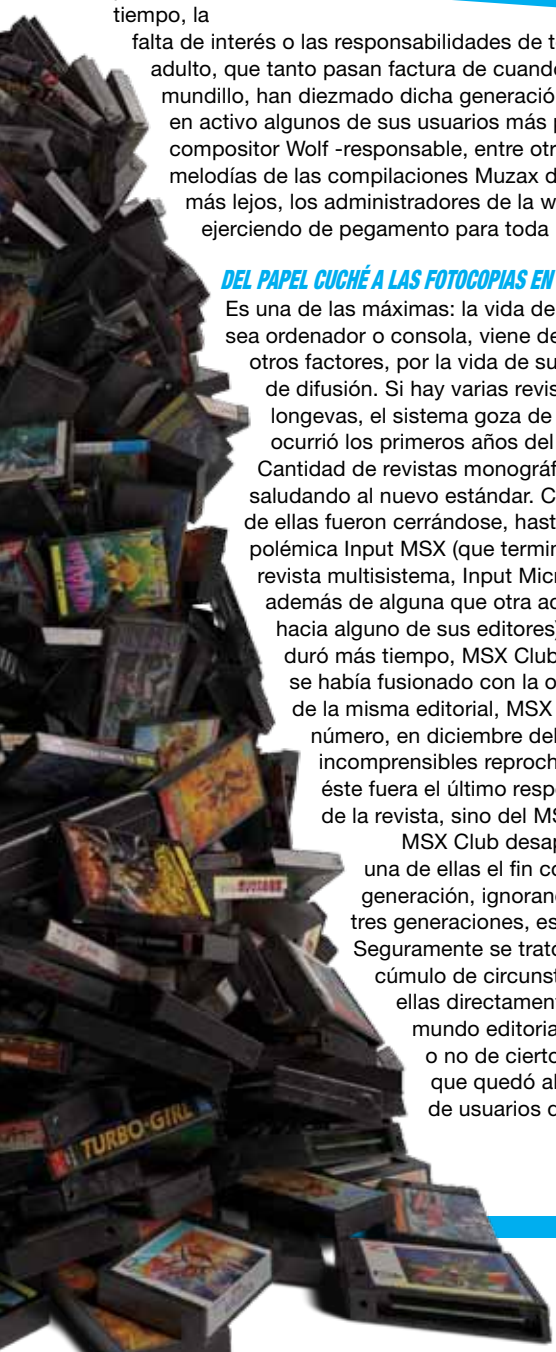 tiempo, la
falta de interés o las responsabilidades de t
adulto, que tanto pasan factura de cuando
mundillo, han diezmado dicha generació
en activo algunos de sus usuarios más p
compositor Wolf -responsable, entre otr
melodías de las compilaciones Muzax d
más lejos, los administradores de la w
ejerciendo de pegamento para toda
DEL PAPEL CUCHÉ A LAS FOTOCOPIAS EN
Es una de las máximas: la vida de
sea ordenador o consola, viene de
otros factores, por la vida de su
de difusión. Si hay varias revis
longevas, el sistema goza de
ocurrió los primeros años del
Cantidad de revistas monográf
saludando al nuevo estándar. C
de ellas fueron cerrándose, hast
polémica Input MSX (que termin
revista multisistema, Input Micr
además de alguna que otra ac
hacia alguno de sus editores)
duró más tiempo, MSX Club
se había fusionado con la o
de la misma editorial, MSX
número, en diciembre del
incomprensibles reproch
éste fuera el último respo
de la revista, sino del MS
MSX Club desap
una de ellas el fin co
generación, ignoranc
tres generaciones, es
Seguramente se trató
cúmulo de circunst
ellas directament
mundo editoria
o no de cierto
que quedó al
de usuarios d
TURBO-GIRL